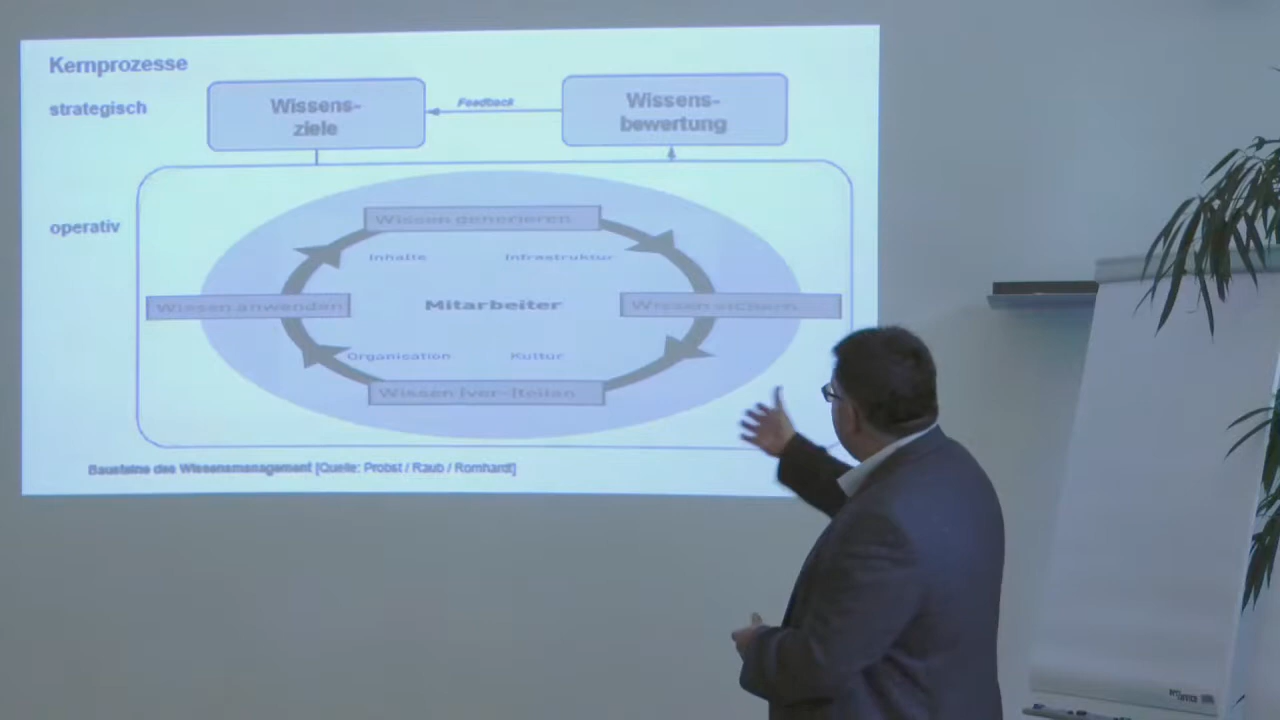 Kernprozesse
strategisch
Wissens-
ziele
Feedback
Wissens-
bewertung
operativ
Wissen generieren
Inhalte
Infrastruktur
Wissen anwenden
Mitarbeiter
Wissen sichern
Organisation
Kultur
Wissen (ver-)teilen
Bausteine des Wissensmanagement [Quelle: Probst / Raub / Romhardt]